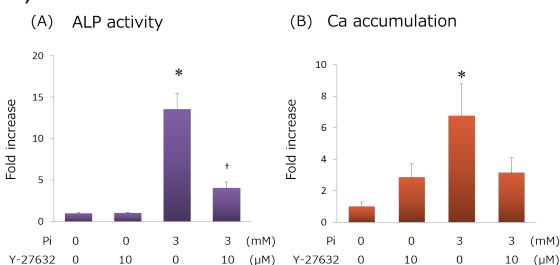 (A) ALP activity
20
15
10
5
0
Fold increase
*
†
Pi 0 0 3 3 (mM)
Y-27632 0 10 0 10 (μM)
(B) Ca accumulation
10
8
6
4
2
0
Fold increase
*
0 0 3 3 (mM)
0 10 0 10 (μM)